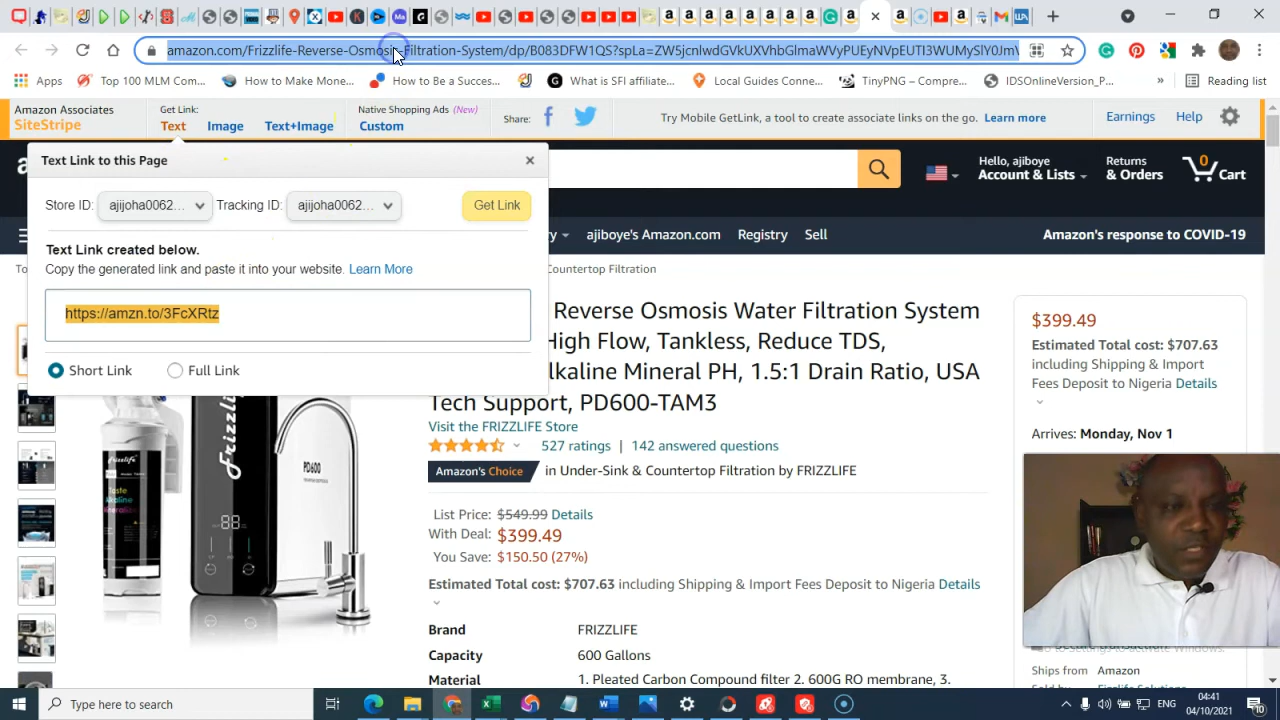 amazon.com/Frizzlife-Reverse-Osmosis-Filtration-System/dp/B083DFW1QS?spLa=ZW5jcnlwdGVkUXVhbGlmaWVyPUEyNVpEUTI3WUMySlY0Jm
Apps
Top 100 MLM Com...
How to Make Mone...
How to Be a Succes...
What is SFI affiliate...
Local Guides Connec...
TinyPNG – Compre...
IDSOnlineVersion_P...
»
Reading list
Amazon Associates
SiteStripe
Get Link:
Text
Image
Text+Image
Native Shopping Ads (New)
Custom
Share:
Try Mobile GetLink, a tool to create associate links on the go. Learn more
Earnings
Help
Text Link to this Page
Store ID: ajijoha0062...
Tracking ID: ajijoha0062...
Get Link
Text Link created below.
Copy the generated link and paste it into your website. Learn More
https://amzn.to/3FcXRtz
Short Link
Full Link
Hello, ajiboye
Account & Lists
Returns
& Orders
0
Cart
ajiboye's Amazon.com
Registry
Sell
Amazon's response to COVID-19
Countertop Filtration
Reverse Osmosis Water Filtration System
High Flow, Tankless, Reduce TDS,
lkaline Mineral PH, 1.5:1 Drain Ratio, USA
Tech Support, PD600-TAM3
Visit the FRIZZLIFE Store
527 ratings | 142 answered questions
Amazon's Choice in Under-Sink & Countertop Filtration by FRIZZLIFE
List Price: $549.99 Details
With Deal: $399.49
You Save: $150.50 (27%)
Estimated Total cost: $707.63 including Shipping & Import Fees Deposit to Nigeria Details
Brand FRIZZLIFE
Capacity 600 Gallons
Material 1. Pleated Carbon Compound filter 2. 600G RO membrane, 3.
Frizzlife
PD600
$399.49
Estimated Total cost: $707.63
including Shipping & Import
Fees Deposit to Nigeria Details
Arrives: Monday, Nov 1
Ships from Amazon
Type here to search
ENG
04:41
04/10/2021